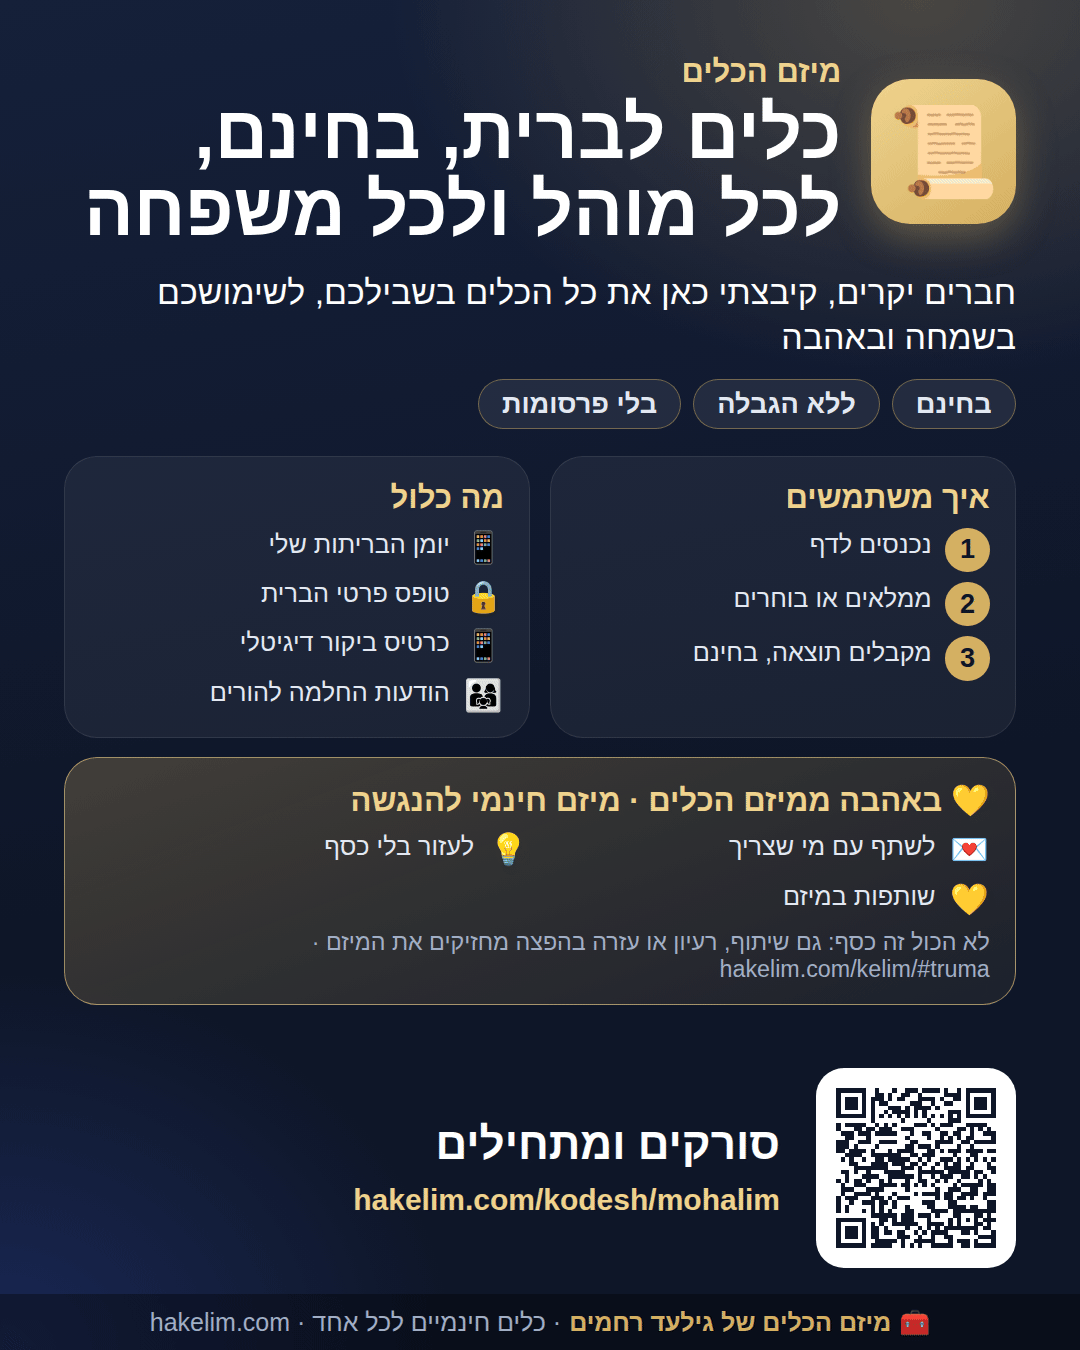 מיזם הכלים
כלים לברית, בחינם,
לכל מוהל ולכל משפחה
חברים יקרים, קיבצתי כאן את כל הכלים בשבילכם, לשימושכם
בשמחה ובאהבה
בחינם
ללא הגבלה
בלי פרסומות
איך משתמשים
1 נכנסים לדף
2 ממלאים או בוחרים
3 מקבלים תוצאה, בחינם
מה כלול
יומן הבריתות שלי
טופס פרטי הברית
כרטיס ביקור דיגיטלי
הודעות החלמה להורים
💛 באהבה ממיזם הכלים · מיזם חינמי להנגשה
לשתף עם מי שצריך
לעזור בלי כסף
שותפות במיזם
לא הכול זה כסף: גם שיתוף, רעיון או עזרה בהפצה מחזיקים את המיזם ·
hakelim.com/kelim/#truma
סורקים ומתחילים
hakelim.com/kodesh/mohalim
🧰 מיזם הכלים של גילעד רחמים · כלים חינמיים לכל אחד · hakelim.com